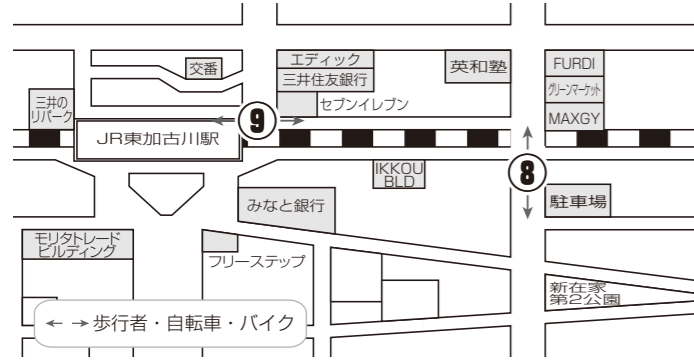 交番
エディック
三井住友銀行
セブンイレブン
英和塾
FURDI
グリーンマーケット
MAXGY
三井の
リパーク
9
JR東加古川駅
IKKOU
BLD
8
みなと銀行
駐車場
モリタトレード
ビルディング
フリーステップ
新在家
第2公園
← →歩行者・自転車・バイク